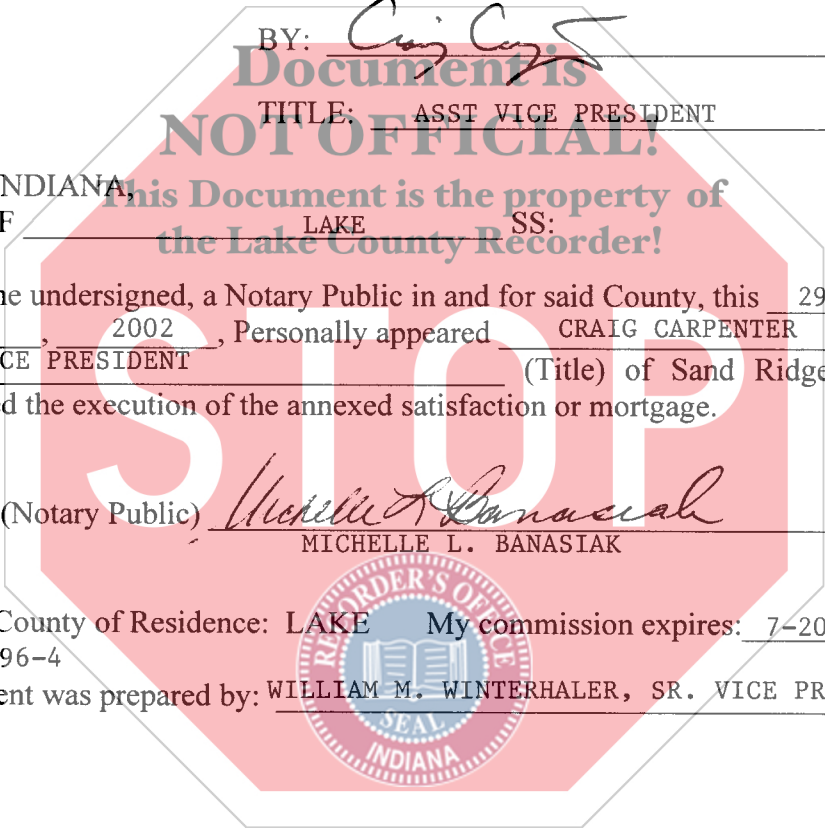 BY: Craig Carpenter
Document is
TITLE: ASST VICE PRESIDENT
NOT OFFICIAL!
NDIANA,
This Document is the property of
F LAKE SS:
the Lake County Recorder!
e undersigned, a Notary Public in and for said County, this 29
, 2002 , Personally appeared CRAIG CARPENTER
CE PRESIDENT
(Title) of Sand Ridge
d the execution of the annexed satisfaction or mortgage.
STOP
(Notary Public) Michelle L Banasiak
MICHELLE L. BANASIAK
RECORDER'S OFFICE
County of Residence: LAKE My commission expires: 7-20
96-4
ent was prepared by: WILLIAM M. WINTERHALER, SR. VICE PR
SEAL
INDIANA